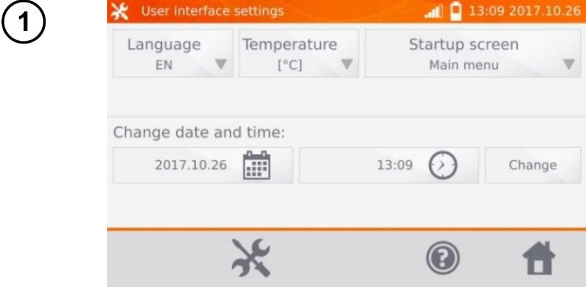 1
User interface settings 13:09 2017.10.26
Language Temperature Startup screen
EN [°C] Main menu
Change date and time:
2017.10.26 13:09 Change
?